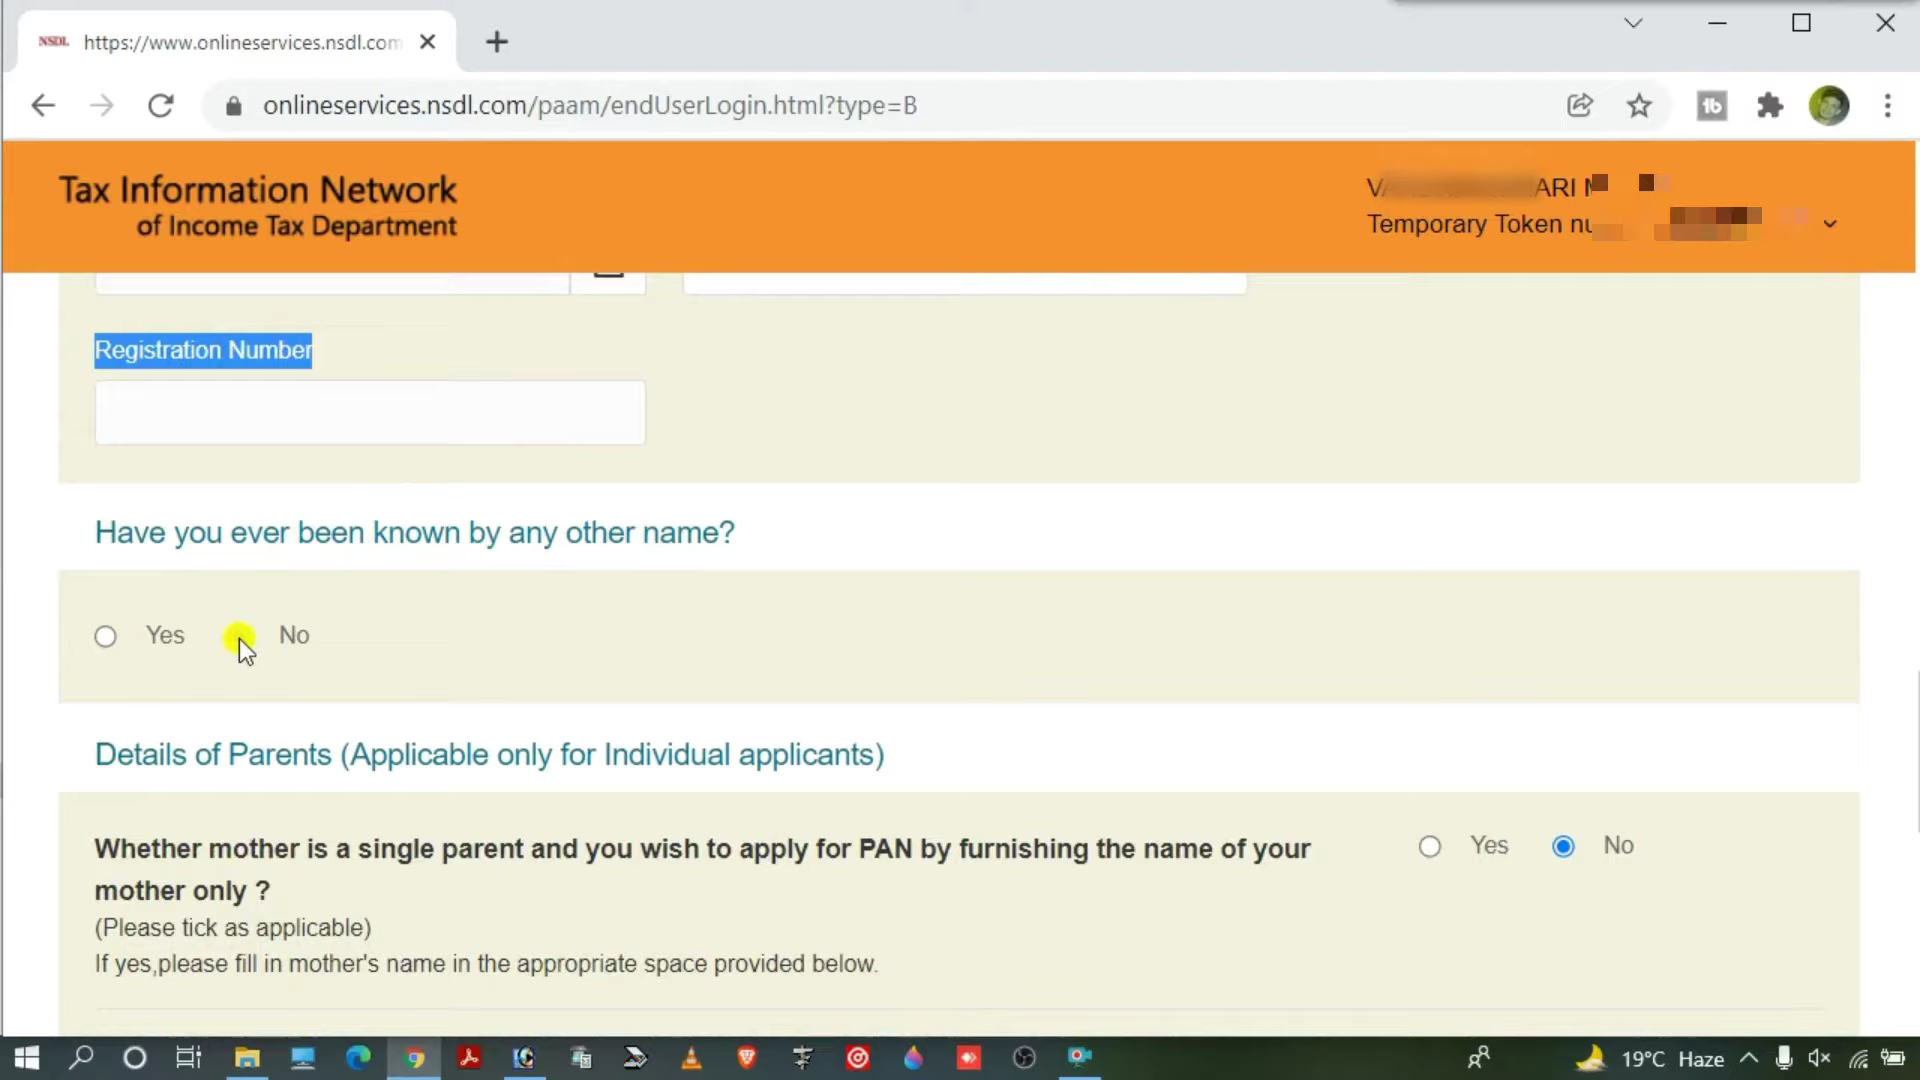 NSDL https://www.onlineservices.nsdl.com
onlineservices.nsdl.com/paam/endUserLogin.html?type=B
Tax Information Network
of Income Tax Department
ARI
Temporary Token
Registration Number
Have you ever been known by any other name?
Yes No
Details of Parents (Applicable only for Individual applicants)
Whether mother is a single parent and you wish to apply for PAN by furnishing the name of your
mother only ?
Yes No
(Please tick as applicable)
If yes,please fill in mother's name in the appropriate space provided below.
19°C Haze